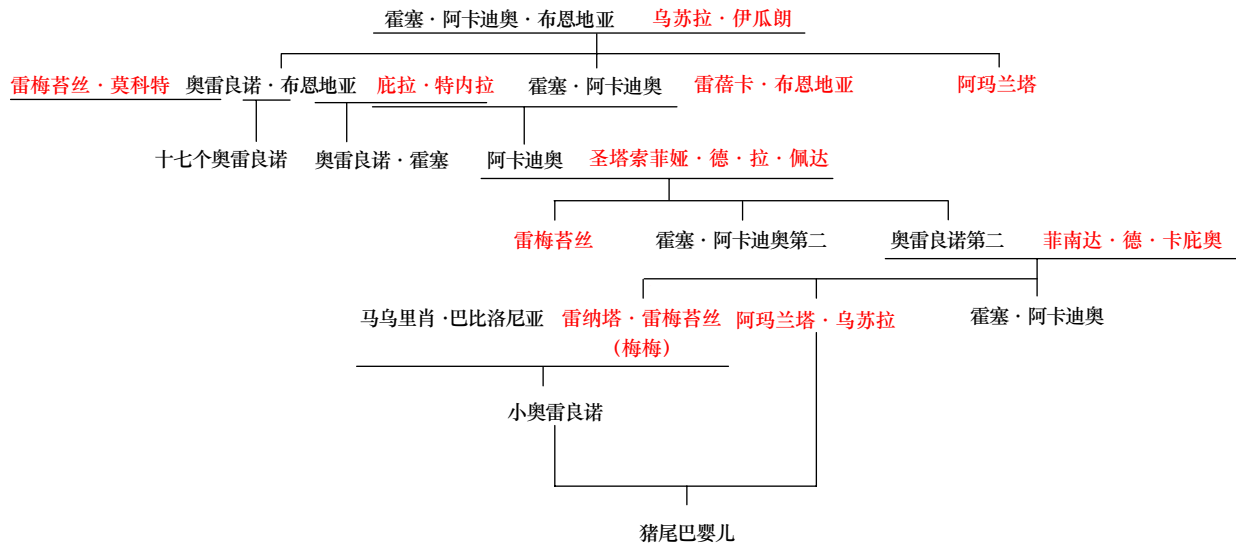 霍塞·阿卡迪奥·布恩地亚 乌苏拉·伊瓜朗
雷梅苔丝·莫科特 奥雷良诺·布恩地亚 庇拉·特内拉 霍塞·阿卡迪奥 雷蓓卡·布恩地亚 阿玛兰塔
十七个奥雷良诺 奥雷良诺·霍塞 阿卡迪奥 圣塔索菲娅·德·拉·佩达
雷梅苔丝 霍塞·阿卡迪奥第二 奥雷良诺第二 菲南达·德·卡庇奥
马乌里肖·巴比洛尼亚 雷纳塔·雷梅苔丝 阿玛兰塔·乌苏拉 霍塞·阿卡迪奥
（梅梅）
小奥雷良诺
猪尾巴婴儿